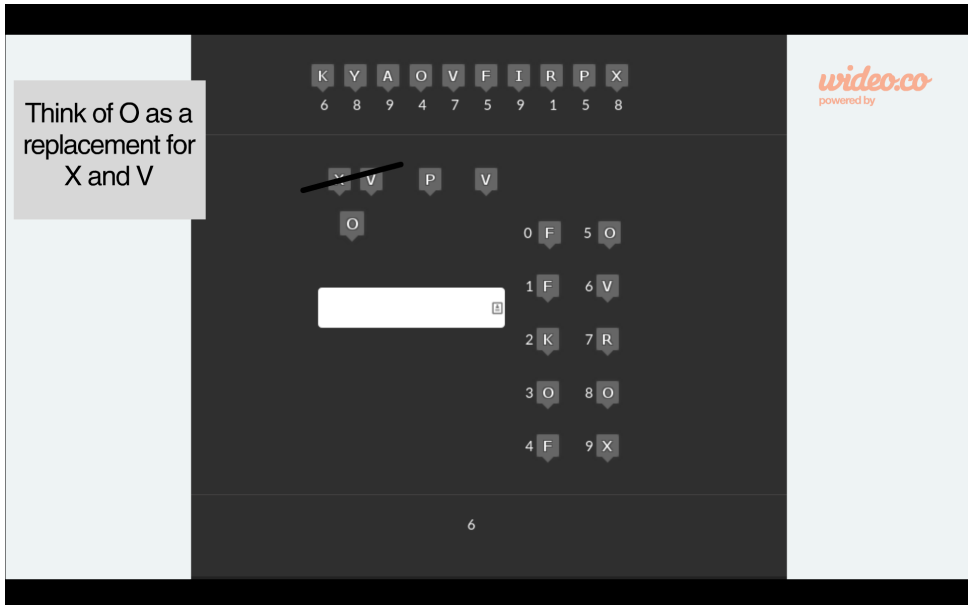 K Y A O V F I R P X
6 8 9 4 7 5 9 1 5 8
wideo.co
powered by
Think of O as a
replacement for
X and V
X V P V
O
0 F 5 O
1 F 6 V
2 K 7 R
3 O 8 O
4 F 9 X
6